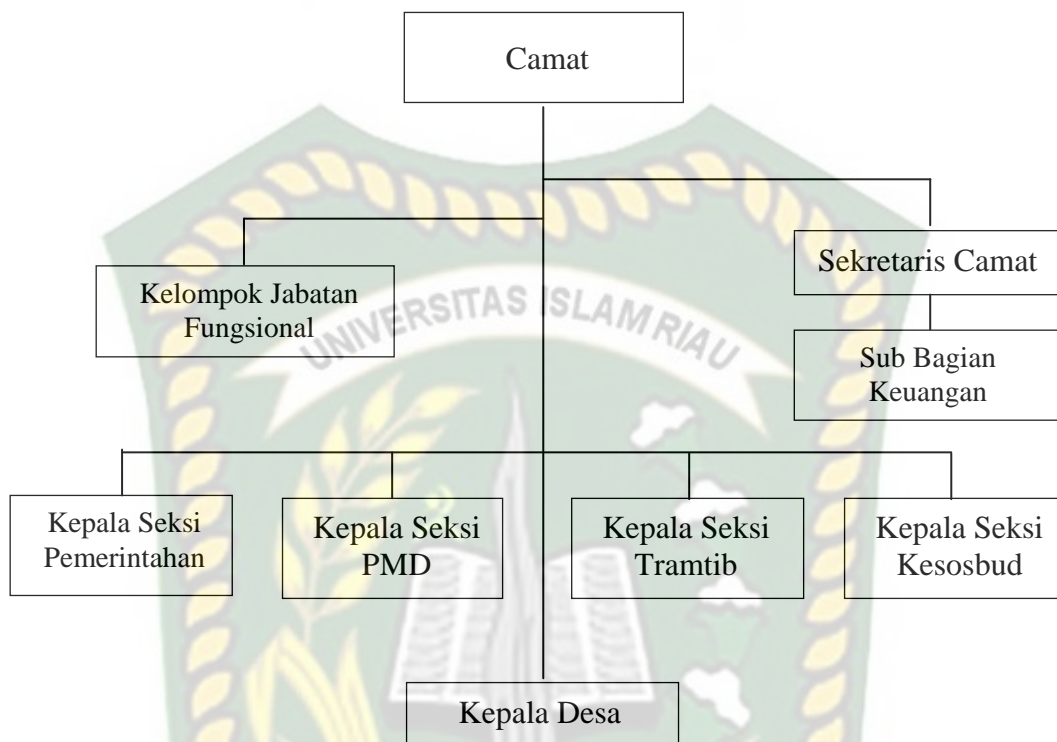 Camat
Sekretaris Camat
Kelompok Jabatan
Fungsional
UNIVERSITAS ISLAM RIAU
Sub Bagian
Keuangan
Kepala Seksi
Pemerintahan
Kepala Seksi
PMD
Kepala Seksi
Tramtib
Kepala Seksi
Kesosbud
Kepala Desa